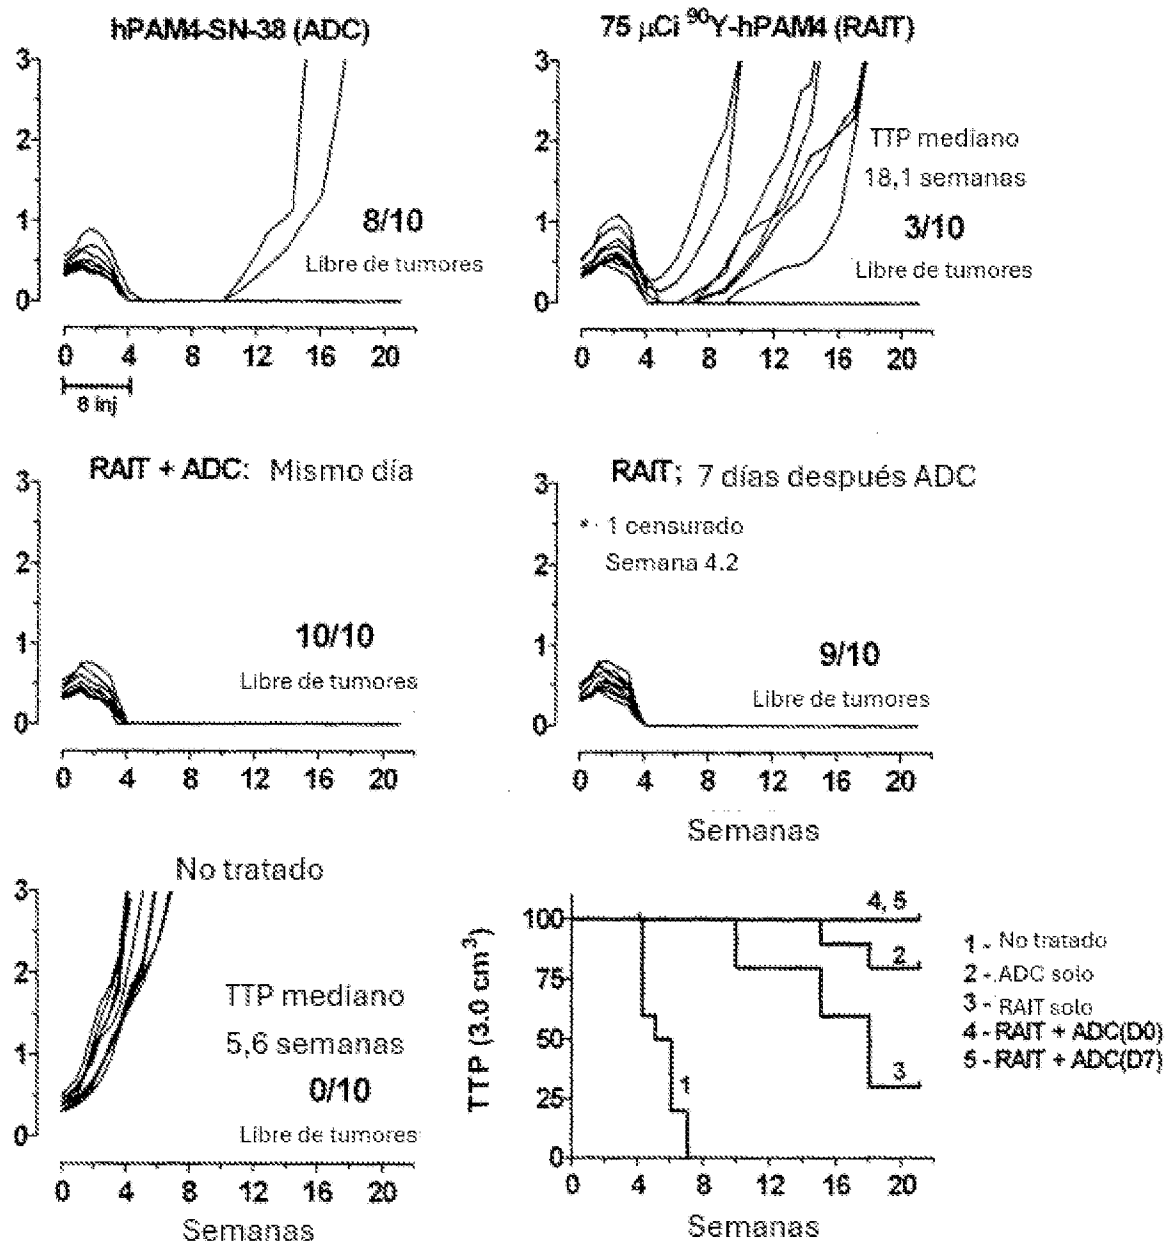 hPAM4-SN-38 (ADC)
3
2
1
0
8/10
Libre de tumores
0 4 8 12 16 20
8 inj
75 µCi ⁹⁰Y-hPAM4 (RAIT)
3
2
1
0
TTP mediano
18,1 semanas
3/10
Libre de tumores
0 4 8 12 16 20
RAIT + ADC: Mismo día
3
2
1
0
10/10
Libre de tumores
0 4 8 12 16 20
RAIT; 7 días después ADC
3
2
1
0
* · 1 censurado
Semana 4.2
9/10
Libre de tumores
0 4 8 12 16 20
Semanas
No tratado
3
2
1
0
TTP mediano
5,6 semanas
0/10
Libre de tumores
0 4 8 12 16 20
Semanas
TTP (3.0 cm³)
100
75
50
25
0
4, 5
2
3
1
0 4 8 12 16 20
Semanas
1 - No tratado
2 - ADC solo
3 - RAIT solo
4 - RAIT + ADC(D0)
5 - RAIT + ADC(D7)